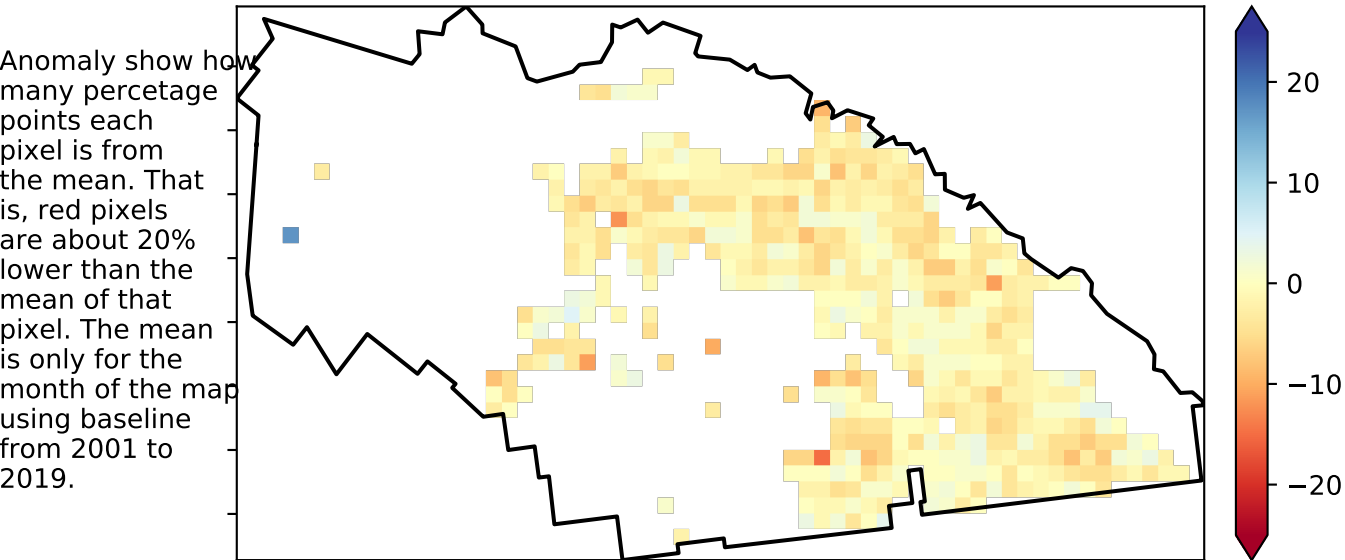 Anomaly show how
many percetage
points each
pixel is from
the mean. That
is, red pixels
are about 20%
lower than the
mean of that
pixel. The mean
is only for the
month of the map
using baseline
from 2001 to
2019.
20
10
0
−10
−20